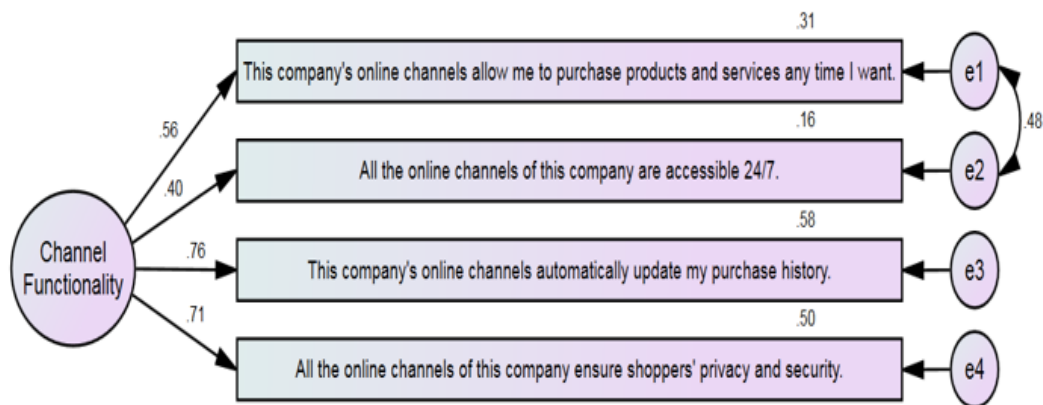 .31
This company's online channels allow me to purchase products and services any time I want.
e1
.56
.16
.48
All the online channels of this company are accessible 24/7.
e2
.40
.58
Channel
Functionality
.76
This company's online channels automatically update my purchase history.
e3
.71
.50
All the online channels of this company ensure shoppers' privacy and security.
e4